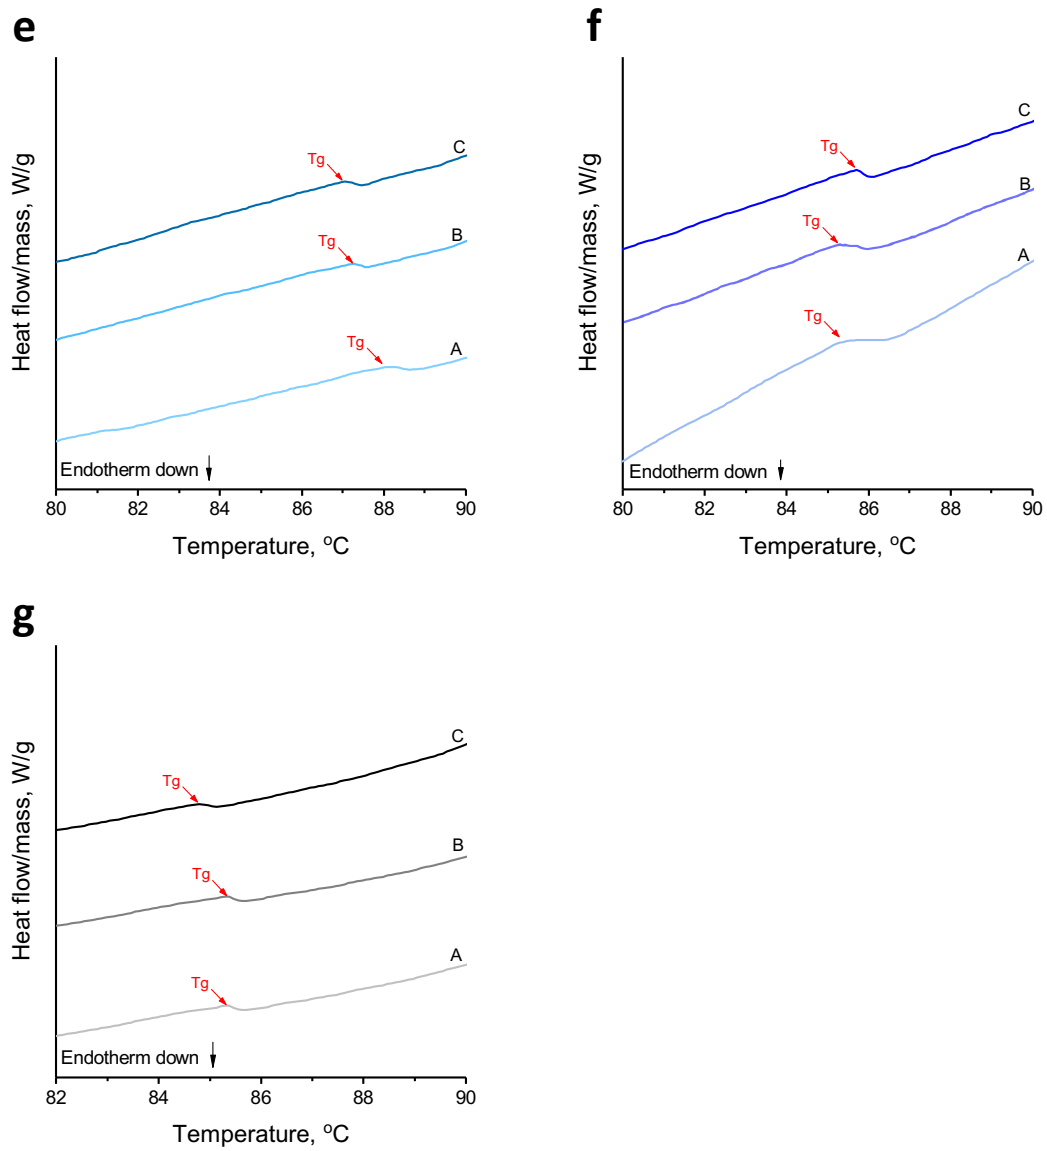 e
Heat flow/mass, W/g
C
Tg
B
Tg
A
Tg
Endotherm down
80 82 84 86 88 90
Temperature, °C
f
Heat flow/mass, W/g
C
Tg
B
Tg
A
Tg
Endotherm down
80 82 84 86 88 90
Temperature, °C
g
Heat flow/mass, W/g
C
Tg
B
Tg
A
Tg
Endotherm down
82 84 86 88 90
Temperature, °C